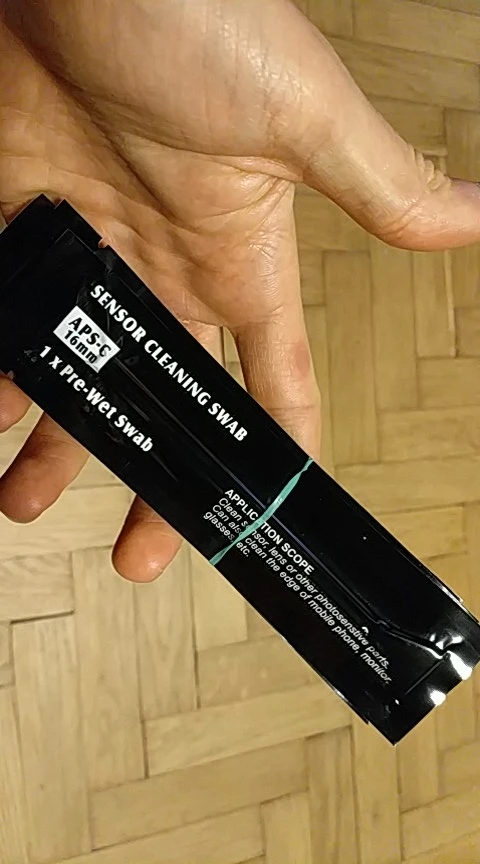 SENSOR CLEANING SWAB
APS-C
16mm
1 x Pre-Wet Swab
APPLICATION SCOPE
Clean sensor, lens or other photosensitive parts.
Can also clean the edge of mobile phone, monitor,
glasses, etc.